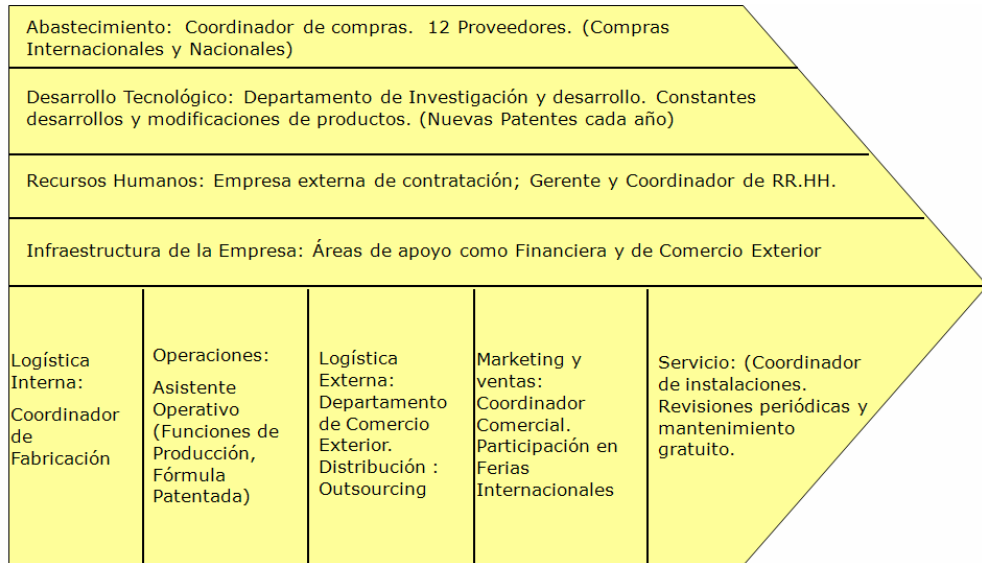 Abastecimiento: Coordinador de compras. 12 Proveedores. (Compras
Internacionales y Nacionales)
Desarrollo Tecnológico: Departamento de Investigación y desarrollo. Constantes
desarrollos y modificaciones de productos. (Nuevas Patentes cada año)
Recursos Humanos: Empresa externa de contratación; Gerente y Coordinador de RR.HH.
Infraestructura de la Empresa: Áreas de apoyo como Financiera y de Comercio Exterior
Logística
Interna:
Coordinador
de
Fabricación
Operaciones:
Asistente
Operativo
(Funciones de
Producción,
Fórmula
Patentada)
Logística
Externa:
Departamento
de Comercio
Exterior.
Distribución :
Outsourcing
Marketing y
ventas:
Coordinador
Comercial.
Participación en
Ferias
Internacionales
Servicio: (Coordinador
de instalaciones.
Revisiones periódicas y
mantenimiento
gratuito.